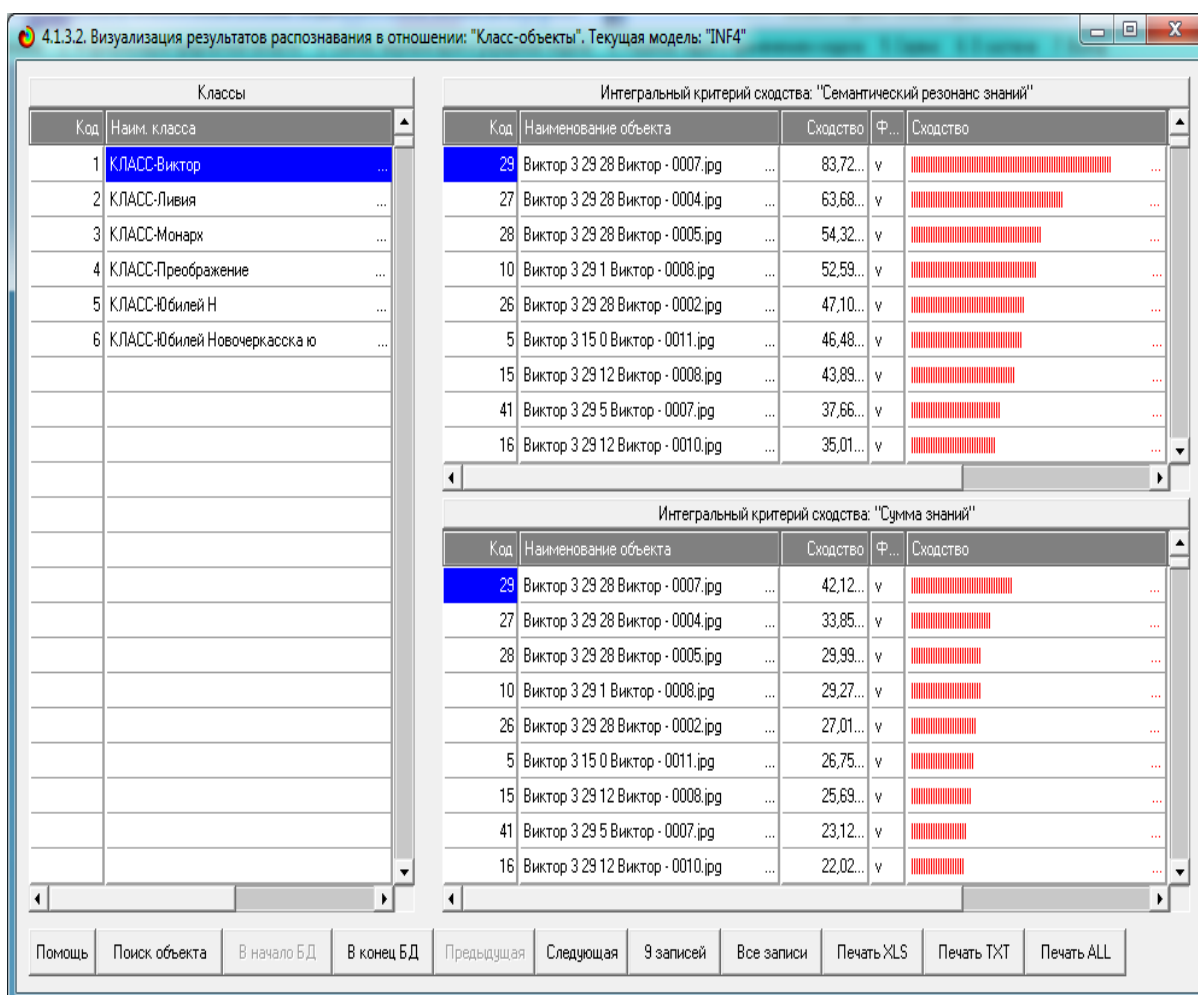 4.1.3.2. Визуализация результатов распознавания в отношении: "Класс-объекты". Текущая модель: "INF4"
Классы
Код Наим. класса
1 КЛАСС-Виктор ...
2 КЛАСС-Ливия ...
3 КЛАСС-Монарх ...
4 КЛАСС-Преображение ...
5 КЛАСС-Юбилей Н ...
6 КЛАСС-Юбилей Новочеркасска ю ...
Интегральный критерий сходства: "Семантический резонанс знаний"
Код Наименование объекта Сходство Ф... Сходство
29 Виктор 3 29 28 Виктор - 0007.jpg ... 83,72... v ...
27 Виктор 3 29 28 Виктор - 0004.jpg ... 63,68... v ...
28 Виктор 3 29 28 Виктор - 0005.jpg ... 54,32... v ...
10 Виктор 3 29 1 Виктор - 0008.jpg ... 52,59... v ...
26 Виктор 3 29 28 Виктор - 0002.jpg ... 47,10... v ...
5 Виктор 3 15 0 Виктор - 0011.jpg ... 46,48... v ...
15 Виктор 3 29 12 Виктор - 0008.jpg ... 43,89... v ...
41 Виктор 3 29 5 Виктор - 0007.jpg ... 37,66... v ...
16 Виктор 3 29 12 Виктор - 0010.jpg ... 35,01... v ...
Интегральный критерий сходства: "Сумма знаний"
Код Наименование объекта Сходство Ф... Сходство
29 Виктор 3 29 28 Виктор - 0007.jpg ... 42,12... v ...
27 Виктор 3 29 28 Виктор - 0004.jpg ... 33,85... v ...
28 Виктор 3 29 28 Виктор - 0005.jpg ... 29,99... v ...
10 Виктор 3 29 1 Виктор - 0008.jpg ... 29,27... v ...
26 Виктор 3 29 28 Виктор - 0002.jpg ... 27,01... v ...
5 Виктор 3 15 0 Виктор - 0011.jpg ... 26,75... v ...
15 Виктор 3 29 12 Виктор - 0008.jpg ... 25,69... v ...
41 Виктор 3 29 5 Виктор - 0007.jpg ... 23,12... v ...
16 Виктор 3 29 12 Виктор - 0010.jpg ... 22,02... v ...
Помощь Поиск объекта В начало БД В конец БД Предыдущая Следующая 9 записей Все записи Печать XLS Печать TXT Печать ALL